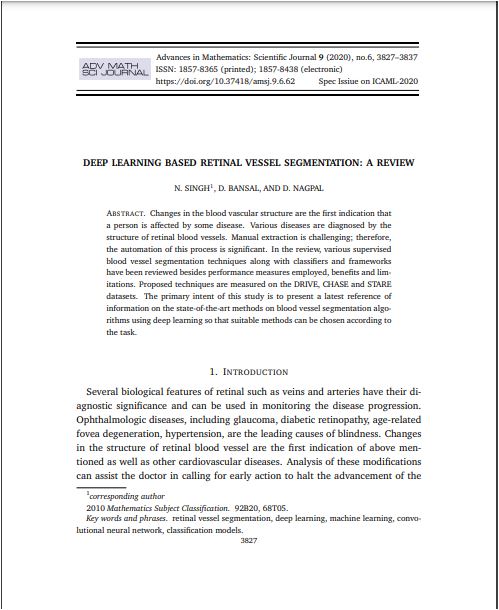 ADV MATH
SCI JOURNAL
Advances in Mathematics: Scientific Journal 9 (2020), no.6, 3827–3837
ISSN: 1857-8365 (printed); 1857-8438 (electronic)
https://doi.org/10.37418/amsj.9.6.62 Spec Issiue on ICAML-2020
DEEP LEARNING BASED RETINAL VESSEL SEGMENTATION: A REVIEW
N. SINGH¹, D. BANSAL, AND D. NAGPAL
ABSTRACT. Changes in the blood vascular structure are the first indication that
a person is affected by some disease. Various diseases are diagnosed by the
structure of retinal blood vessels. Manual extraction is challenging; therefore,
the automation of this process is significant. In the review, various supervised
blood vessel segmentation techniques along with classifiers and frameworks
have been reviewed besides performance measures employed, benefits and lim-
itations. Proposed techniques are measured on the DRIVE, CHASE and STARE
datasets. The primary intent of this study is to present a latest reference of
information on the state-of-the-art methods on blood vessel segmentation algo-
rithms using deep learning so that suitable methods can be chosen according to
the task.
1. INTRODUCTION
Several biological features of retinal such as veins and arteries have their di-
agnostic significance and can be used in monitoring the disease progression.
Ophthalmologic diseases, including glaucoma, diabetic retinopathy, age-related
fovea degeneration, hypertension, are the leading causes of blindness. Changes
in the structure of retinal blood vessel are the first indication of above men-
tioned as well as other cardiovascular diseases. Analysis of these modifications
can assist the doctor in calling for early action to halt the advancement of the
¹corresponding author
2010 Mathematics Subject Classification. 92B20, 68T05.
Key words and phrases. retinal vessel segmentation, deep learning, machine learning, convo-
lutional neural network, classification models.
3827